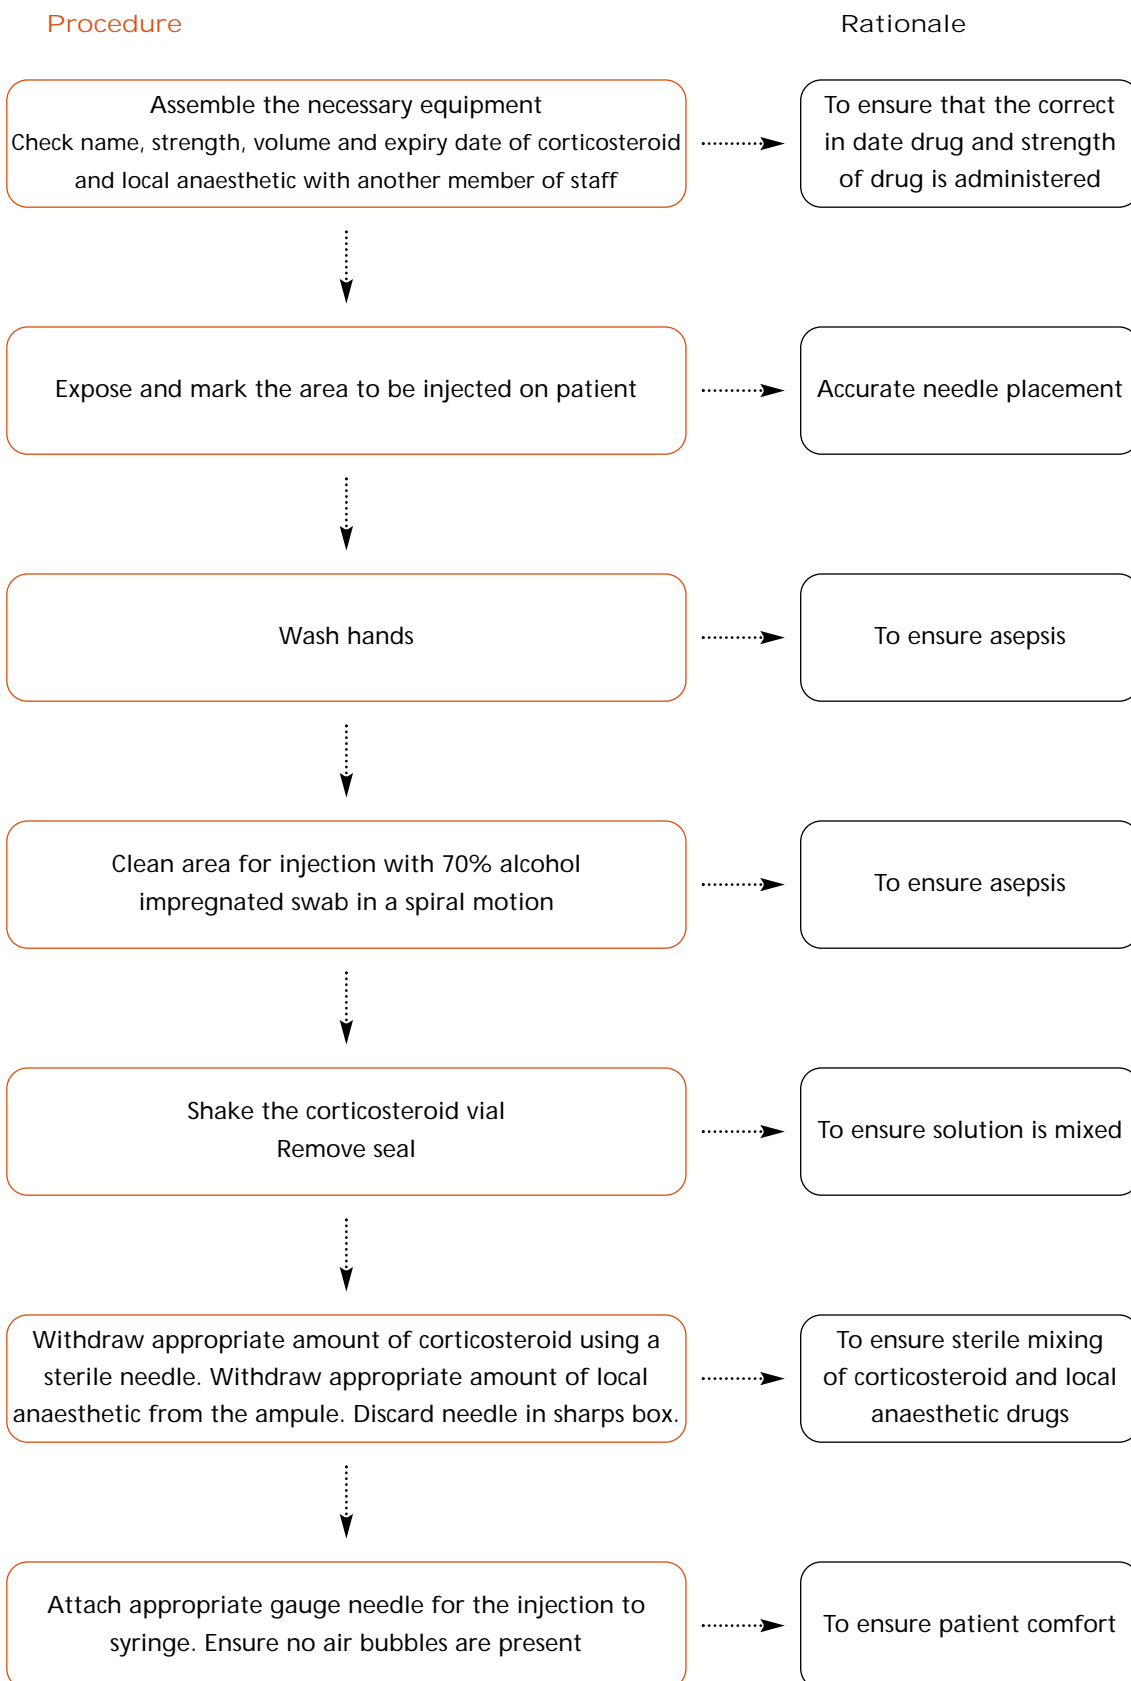 Procedure
Rationale
Assemble the necessary equipment
Check name, strength, volume and expiry date of corticosteroid
and local anaesthetic with another member of staff
To ensure that the correct
in date drug and strength
of drug is administered
Expose and mark the area to be injected on patient
Accurate needle placement
Wash hands
To ensure asepsis
Clean area for injection with 70% alcohol
impregnated swab in a spiral motion
To ensure asepsis
Shake the corticosteroid vial
Remove seal
To ensure solution is mixed
Withdraw appropriate amount of corticosteroid using a
sterile needle. Withdraw appropriate amount of local
anaesthetic from the ampule. Discard needle in sharps box.
To ensure sterile mixing
of corticosteroid and local
anaesthetic drugs
Attach appropriate gauge needle for the injection to
syringe. Ensure no air bubbles are present
To ensure patient comfort